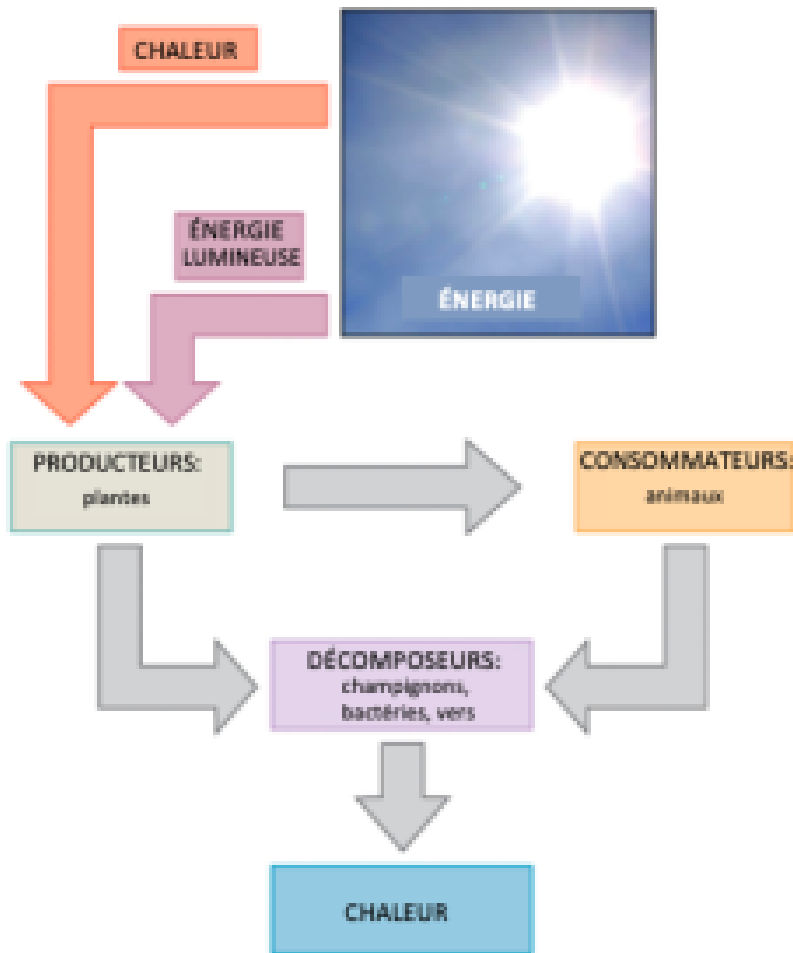 CHALEUR
ÉNERGIE
LUMINEUSE
ÉNERGIE
PRODUCTEURS:
plantes
CONSOMMATEURS:
animaux
DÉCOMPOSEURS:
champignons,
bactéries, vers
CHALEUR